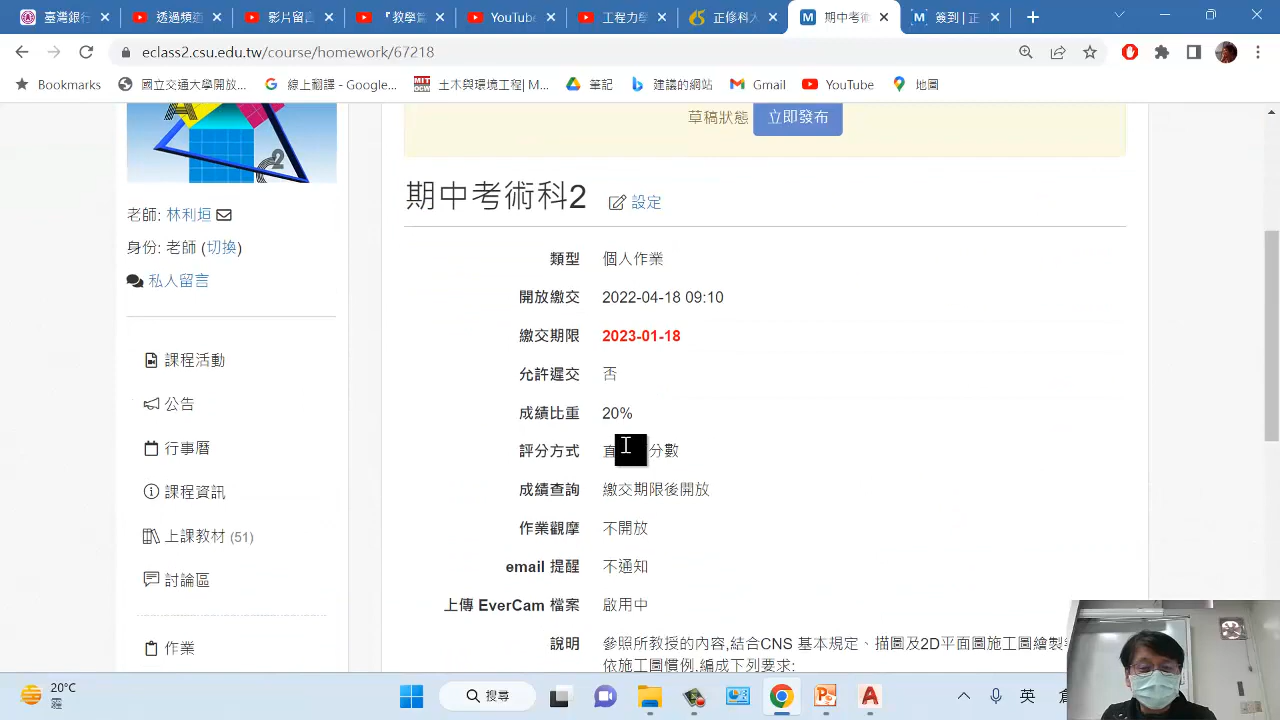 臺灣銀行
影片留言
YouTube
工程力學
正修科大
期中考術
簽到 | 正
eclass2.csu.edu.tw/course/homework/67218
Bookmarks
國立交通大學開放...
線上翻譯 - Google...
土木與環境工程| M...
筆記
建議的網站
Gmail
YouTube
地圖
草稿狀態 立即發布
期中考術科2 設定
老師: 林利垣
身份: 老師 (切換)
私人留言
課程活動
公告
行事曆
課程資訊
上課教材 (51)
討論區
作業
類型 個人作業
開放繳交 2022-04-18 09:10
繳交期限 2023-01-18
允許遲交 否
成績比重 20%
評分方式 直 分數
成績查詢 繳交期限後開放
作業觀摩 不開放
email 提醒 不通知
上傳 EverCam 檔案 啟用中
說明 參照所教授的內容,結合CNS 基本規定、描圖及2D平面圖施工圖繪製
依施工圖慣例,編成下列要求:
20°C
霾
搜尋
英